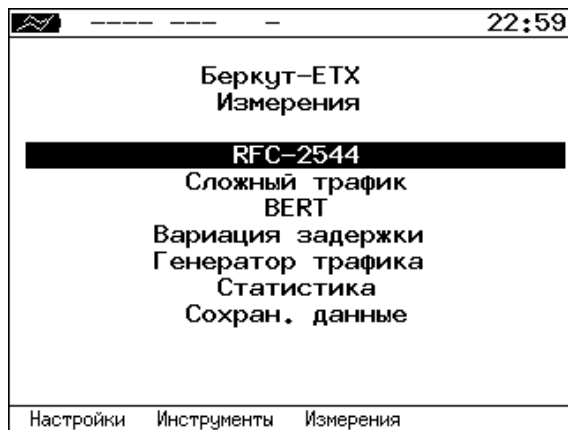 ---- --- - 22:59
Беркут-ETX
Измерения
RFC-2544
Сложный трафик
BERT
Вариация задержки
Генератор трафика
Статистика
Сохран. данные
Настройки Инструменты Измерения